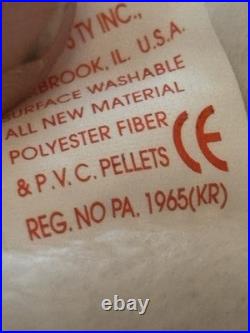 TY INC.,
BROOK, IL. U.S.A.
SURFACE WASHABLE
ALL NEW MATERIAL
POLYESTER FIBER
& P.V.C. PELLETS CE
REG. NO PA. 1965(KR)